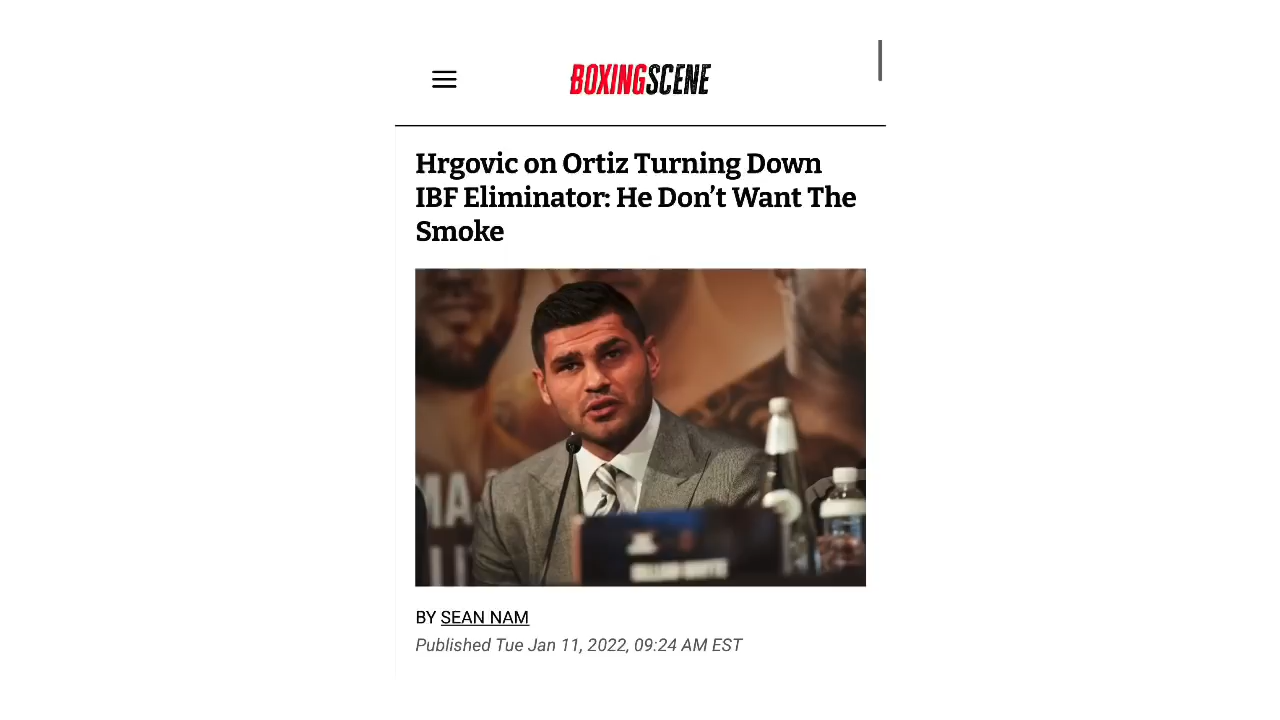 BOXINGSCENE
Hrgovic on Ortiz Turning Down
IBF Eliminator: He Don’t Want The
Smoke
MA
BY SEAN NAM
Published Tue Jan 11, 2022, 09:24 AM EST